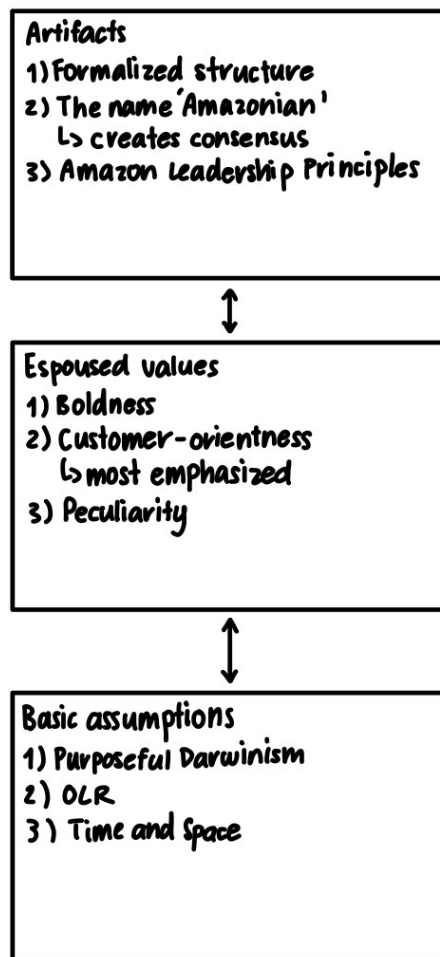 Artifacts
1) Formalized structure
2) The name 'Amazonian'
↳ creates consensus
3) Amazon Leadership Principles
Espoused values
1) Boldness
2) Customer-orientness
↳ most emphasized
3) Peculiarity
Basic assumptions
1) Purposeful Darwinism
2) OLR
3) Time and Space